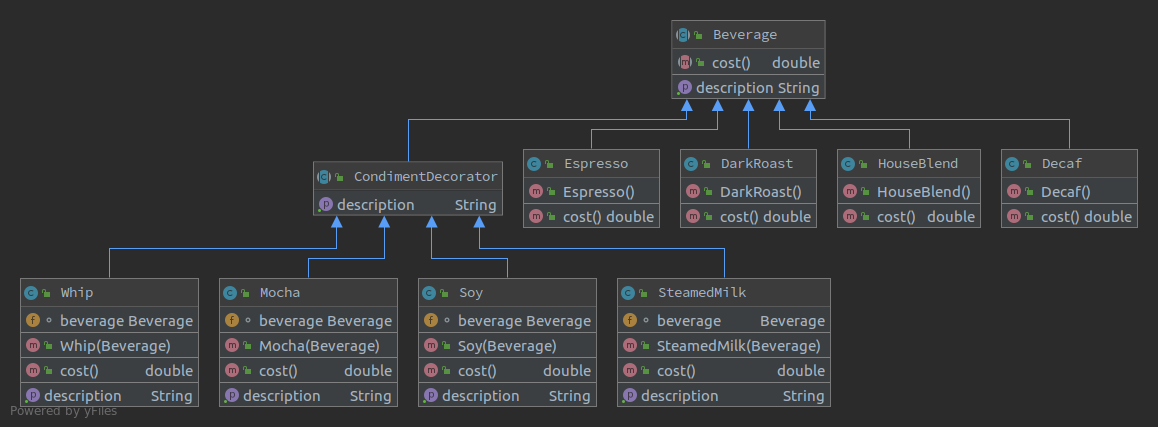 Beverage
cost() double
description String
CondimentDecorator
description String
Espresso
Espresso()
cost() double
DarkRoast
DarkRoast()
cost() double
HouseBlend
HouseBlend()
cost() double
Decaf
Decaf()
cost() double
Whip
beverage Beverage
Whip(Beverage)
cost() double
description String
Mocha
beverage Beverage
Mocha(Beverage)
cost() double
description String
Soy
beverage Beverage
Soy(Beverage)
cost() double
description String
SteamedMilk
beverage Beverage
SteamedMilk(Beverage)
cost() double
description String
Powered by yFiles